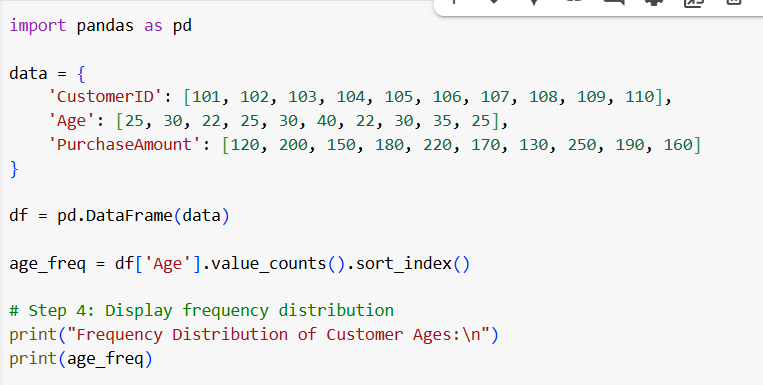 import pandas as pd
data = {
    'CustomerID': [101, 102, 103, 104, 105, 106, 107, 108, 109, 110],
    'Age': [25, 30, 22, 25, 30, 40, 22, 30, 35, 25],
    'PurchaseAmount': [120, 200, 150, 180, 220, 170, 130, 250, 190, 160]
}
df = pd.DataFrame(data)
age_freq = df['Age'].value_counts().sort_index()
# Step 4: Display frequency distribution
print("Frequency Distribution of Customer Ages:\n")
print(age_freq)